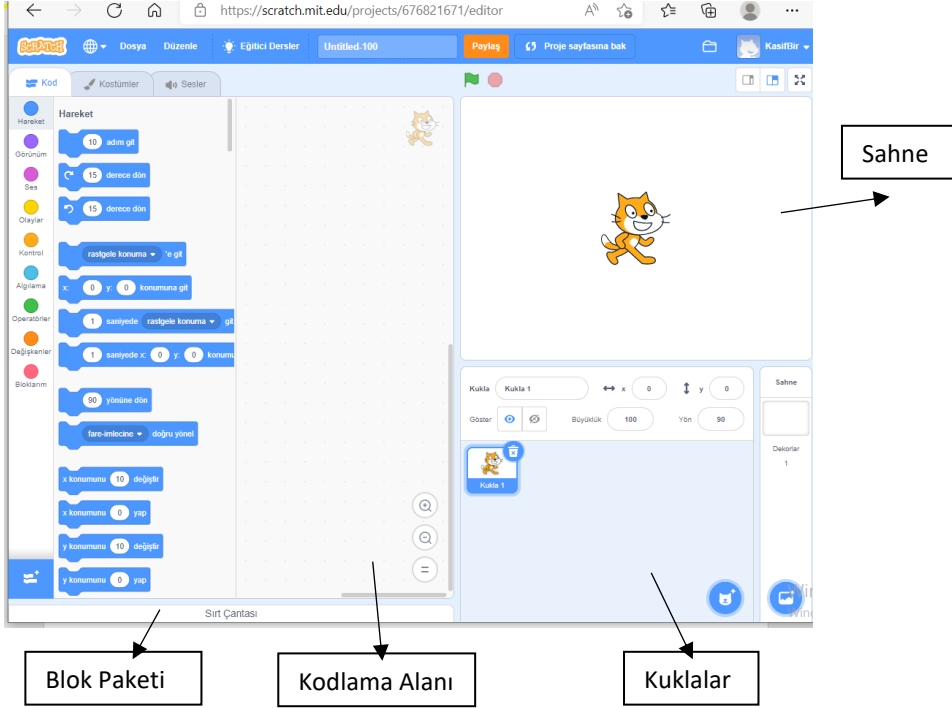 https://scratch.mit.edu/projects/676821671/editor
SCRATCH Dosya Düzenle Eğitici Dersler Untitled-100 Paylaş Proje sayfasına bak KasifBir
Kod Kostümler Sesler
Hareket
Görünüm
Ses
Olaylar
Kontrol
Algılama
Operatörler
Değişkenler
Bloklarım
Hareket
10 adım git
15 derece dön
15 derece dön
rastgele konuma 'e git
x: 0 y: 0 konumuna git
1 saniyede rastgele konuma git
1 saniyede x: 0 y: 0 konumu
90 yönüne dön
fare-imlecine doğru yönel
x konumunu 10 değiştir
x konumunu 0 yap
y konumunu 10 değiştir
y konumunu 0 yap
Sırt Çantası
Kukla Kukla 1 x 0 y 0
Göster Büyüklük 100 Yön 90
Kukla 1
Sahne
Dekorlar
1
Sahne
Blok Paketi
Kodlama Alanı
Kuklalar